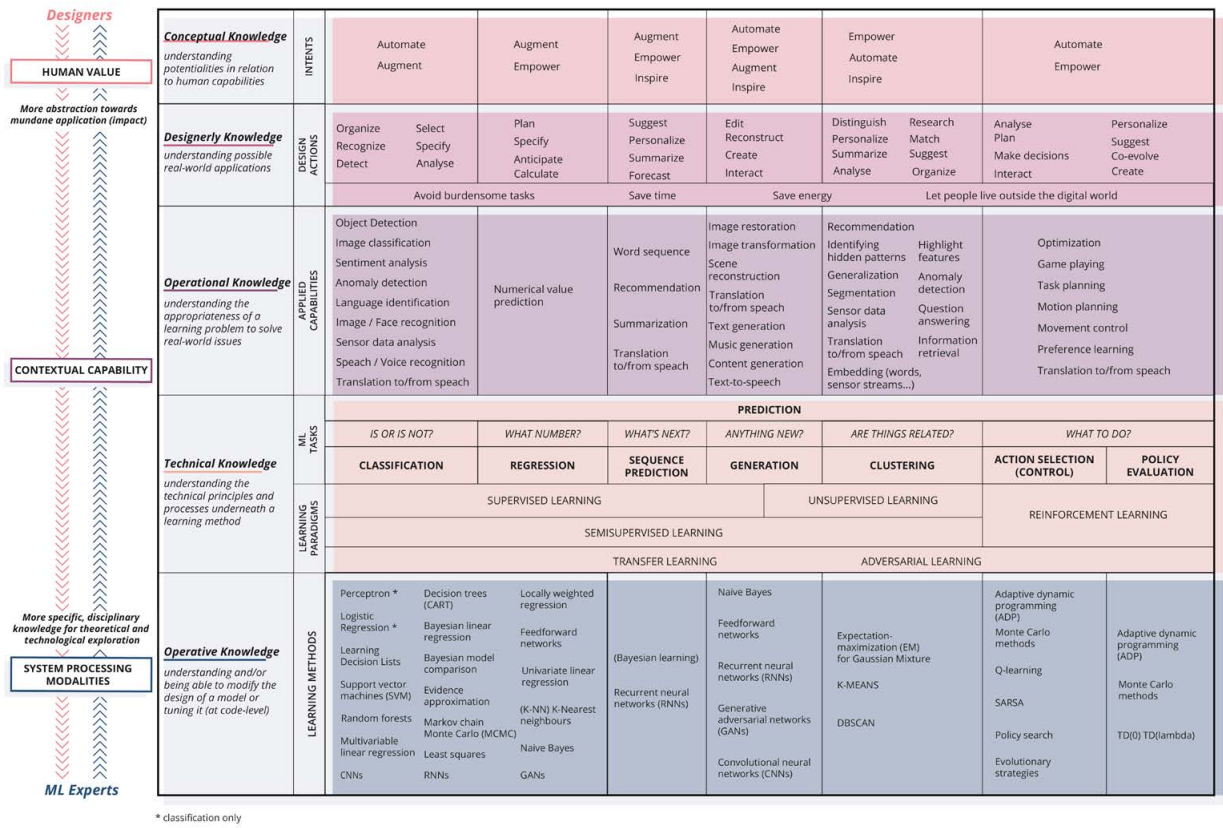 Designers
HUMAN VALUE
More abstraction towards
mundane application (impact)
CONTEXTUAL CAPABILITY
More specific, disciplinary
knowledge for theoretical and
technological exploration
SYSTEM PROCESSING
MODALITIES
ML Experts
Conceptual Knowledge
understanding
potentialities in relation
to human capabilities
INTENTS
Automate
Augment
Augment
Empower
Augment
Empower
Inspire
Automate
Empower
Augment
Inspire
Empower
Automate
Inspire
Automate
Empower
Designerly Knowledge
understanding possible
real-world applications
DESIGN
ACTIONS
Organize
Recognize
Detect
Select
Specify
Analyse
Plan
Specify
Anticipate
Calculate
Suggest
Personalize
Summarize
Forecast
Edit
Reconstruct
Create
Interact
Distinguish
Personalize
Summarize
Analyse
Research
Match
Suggest
Organize
Analyse
Plan
Make decisions
Interact
Personalize
Suggest
Co-evolve
Create
Avoid burdensome tasks
Save time
Save energy
Let people live outside the digital world
Operational Knowledge
understanding the
appropriateness of a
learning problem to solve
real-world issues
APPLIED
CAPABILITIES
Object Detection
Image classification
Sentiment analysis
Anomaly detection
Language identification
Image / Face recognition
Sensor data analysis
Speach / Voice recognition
Translation to/from speach
Numerical value
prediction
Word sequence
Recommendation
Summarization
Translation
to/from speach
Image restoration
Image transformation
Scene
reconstruction
Translation
to/from speach
Text generation
Music generation
Content generation
Text-to-speech
Recommendation
Identifying
hidden patterns
Generalization
Segmentation
Sensor data
analysis
Translation
to/from speach
Embedding (words,
sensor streams...)
Highlight
features
Anomaly
detection
Question
answering
Information
retrieval
Optimization
Game playing
Task planning
Motion planning
Movement control
Preference learning
Translation to/from speach
Technical Knowledge
understanding the
technical principles and
processes underneath a
learning method
ML
TASKS
PREDICTION
IS OR IS NOT?
WHAT NUMBER?
WHAT'S NEXT?
ANYTHING NEW?
ARE THINGS RELATED?
WHAT TO DO?
CLASSIFICATION
REGRESSION
SEQUENCE
PREDICTION
GENERATION
CLUSTERING
ACTION SELECTION
(CONTROL)
POLICY
EVALUATION
LEARNING
PARADIGMS
SUPERVISED LEARNING
UNSUPERVISED LEARNING
REINFORCEMENT LEARNING
SEMISUPERVISED LEARNING
TRANSFER LEARNING
ADVERSARIAL LEARNING
Operative Knowledge
understanding and/or
being able to modify the
design of a model or
tuning it (at code-level)
LEARNING METHODS
Perceptron *
Logistic
Regression *
Learning
Decision Lists
Support vector
machines (SVM)
Random forests
Multivariable
linear regression
CNNs
Decision trees
(CART)
Bayesian linear
regression
Bayesian model
comparison
Evidence
approximation
Markov chain
Monte Carlo (MCMC)
Least squares
RNNs
Locally weighted
regression
Feedforward
networks
Univariate linear
regression
(K-NN) K-Nearest
neighbours
Naive Bayes
GANs
(Bayesian learning)
Recurrent neural
networks (RNNs)
Naive Bayes
Feedforward
networks
Recurrent neural
networks (RNNs)
Generative
adversarial networks
(GANs)
Convolutional neural
networks (CNNs)
Expectation-
maximization (EM)
for Gaussian Mixture
K-MEANS
DBSCAN
Adaptive dynamic
programming
(ADP)
Monte Carlo
methods
Q-learning
SARSA
Policy search
Evolutionary
strategies
Adaptive dynamic
programming
(ADP)
Monte Carlo
methods
TD(0) TD(lambda)
* classification only